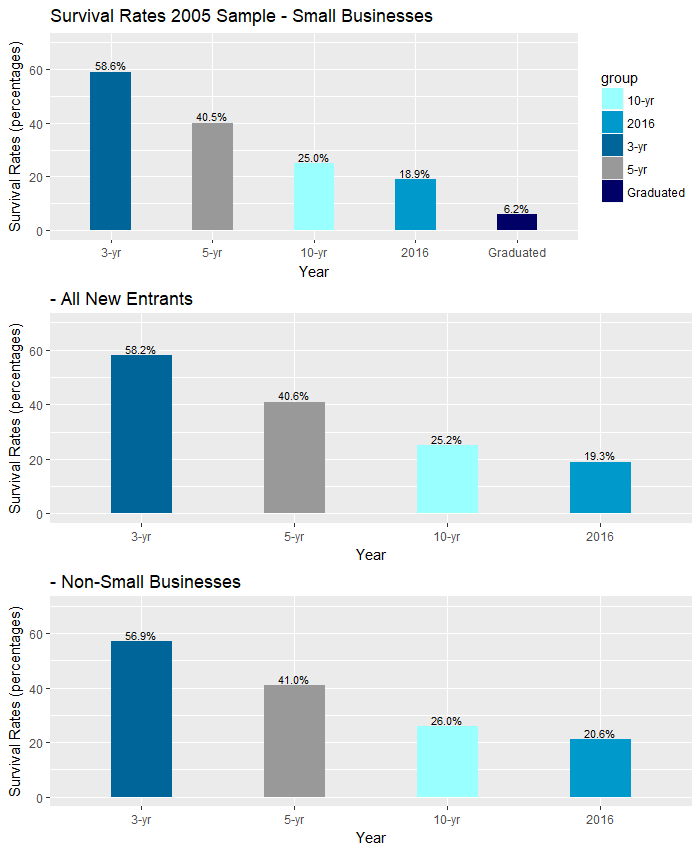 Survival Rates 2005 Sample - Small Businesses
Survival Rates (percentages)
60
40
20
0
58.6%
40.5%
25.0%
18.9%
6.2%
3-yr
5-yr
10-yr
2016
Graduated
Year
group
10-yr
2016
3-yr
5-yr
Graduated
- All New Entrants
Survival Rates (percentages)
60
40
20
0
58.2%
40.6%
25.2%
19.3%
3-yr
5-yr
10-yr
2016
Year
- Non-Small Businesses
Survival Rates (percentages)
60
40
20
0
56.9%
41.0%
26.0%
20.6%
3-yr
5-yr
10-yr
2016
Year